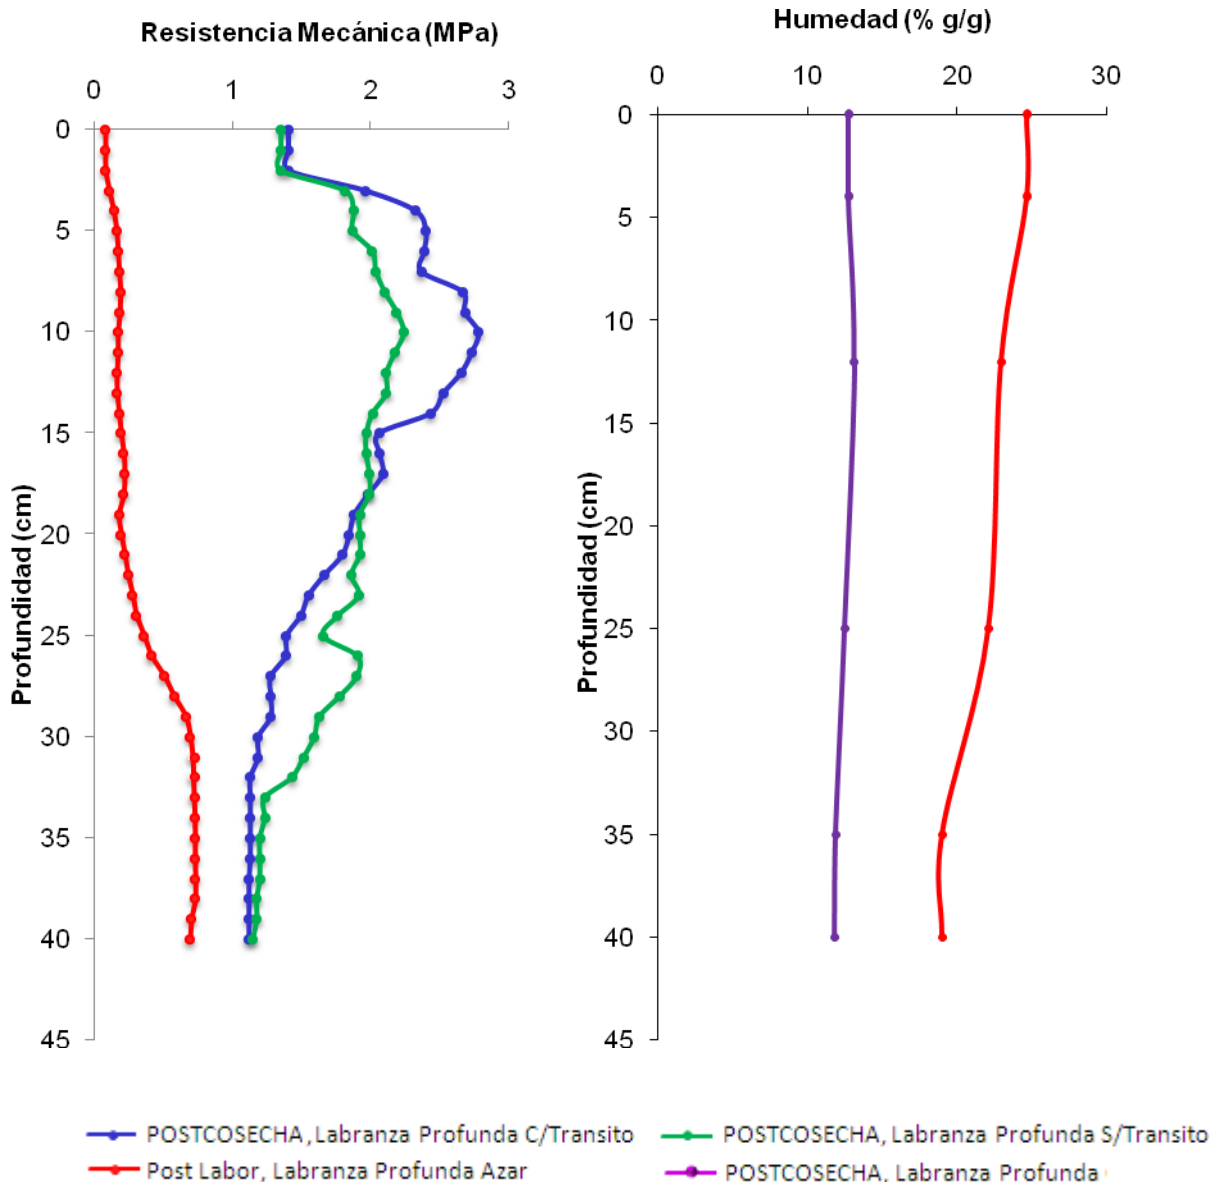 Resistencia Mecánica (MPa)
0 1 2 3
0
5
10
15
20
25
30
35
40
45
Profundidad (cm)
Humedad (% g/g)
0 10 20 30
0
5
10
15
20
25
30
35
40
45
Profundidad (cm)
POSTCOSECHA, Labranza Profunda C/Transito
POSTCOSECHA, Labranza Profunda S/Transito
Post Labor, Labranza Profunda Azar
POSTCOSECHA, Labranza Profunda